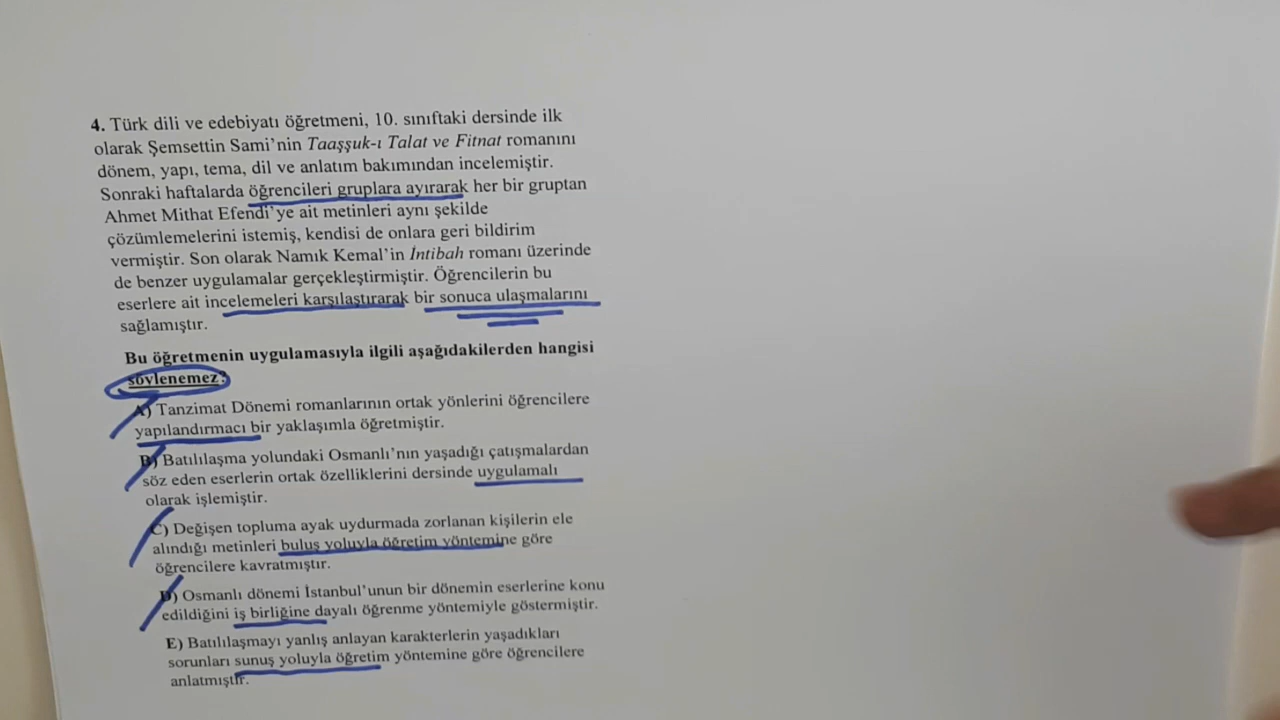 4. Türk dili ve edebiyatı öğretmeni, 10. sınıftaki dersinde ilk
olarak Şemsettin Sami'nin Taaşşuk-ı Talat ve Fitnat romanını
dönem, yapı, tema, dil ve anlatım bakımından incelemiştir.
Sonraki haftalarda öğrencileri gruplara ayırarak her bir gruptan
Ahmet Mithat Efendi'ye ait metinleri aynı şekilde
çözümlemelerini istemiş, kendisi de onlara geri bildirim
vermiştir. Son olarak Namık Kemal'in İntibah romanı üzerinde
de benzer uygulamalar gerçekleştirmiştir. Öğrencilerin bu
eserlere ait incelemeleri karşılaştırarak bir sonuca ulaşmalarını
sağlamıştır.
Bu öğretmenin uygulamasıyla ilgili aşağıdakilerden hangisi
söylenemez?
A) Tanzimat Dönemi romanlarının ortak yönlerini öğrencilere
yapılandırmacı bir yaklaşımla öğretmiştir.
B) Batılılaşma yolundaki Osmanlı'nın yaşadığı çatışmalardan
söz eden eserlerin ortak özelliklerini dersinde uygulamalı
olarak işlemiştir.
C) Değişen topluma ayak uydurmada zorlanan kişilerin ele
alındığı metinleri buluş yoluyla öğretim yöntemine göre
öğrencilere kavratmıştır.
D) Osmanlı dönemi İstanbul'unun bir dönemin eserlerine konu
edildiğini iş birliğine dayalı öğrenme yöntemiyle göstermiştir.
E) Batılılaşmayı yanlış anlayan karakterlerin yaşadıkları
sorunları sunuş yoluyla öğretim yöntemine göre öğrencilere
anlatmıştır.